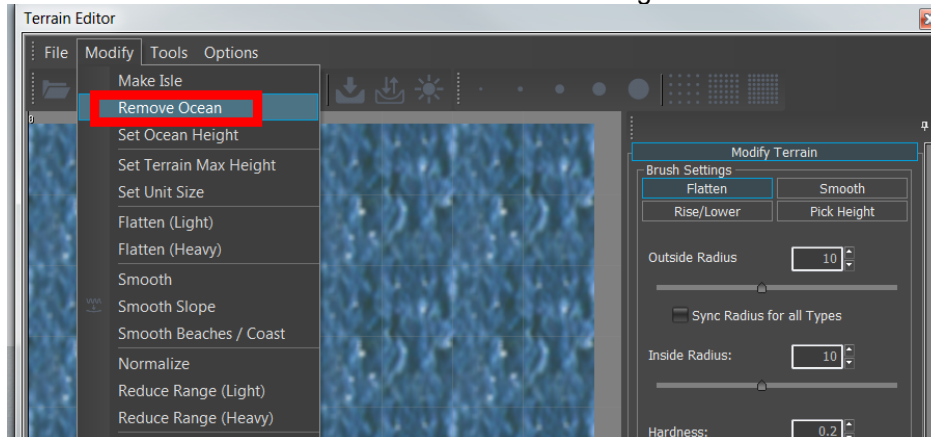 Terrain Editor
File Modify Tools Options
Make Isle
Remove Ocean
Set Ocean Height
Set Terrain Max Height
Set Unit Size
Flatten (Light)
Flatten (Heavy)
Smooth
Smooth Slope
Smooth Beaches / Coast
Normalize
Reduce Range (Light)
Reduce Range (Heavy)
0
Modify Terrain
Brush Settings
Flatten Smooth
Rise/Lower Pick Height
Outside Radius 10
Sync Radius for all Types
Inside Radius: 10
Hardness: 0.2